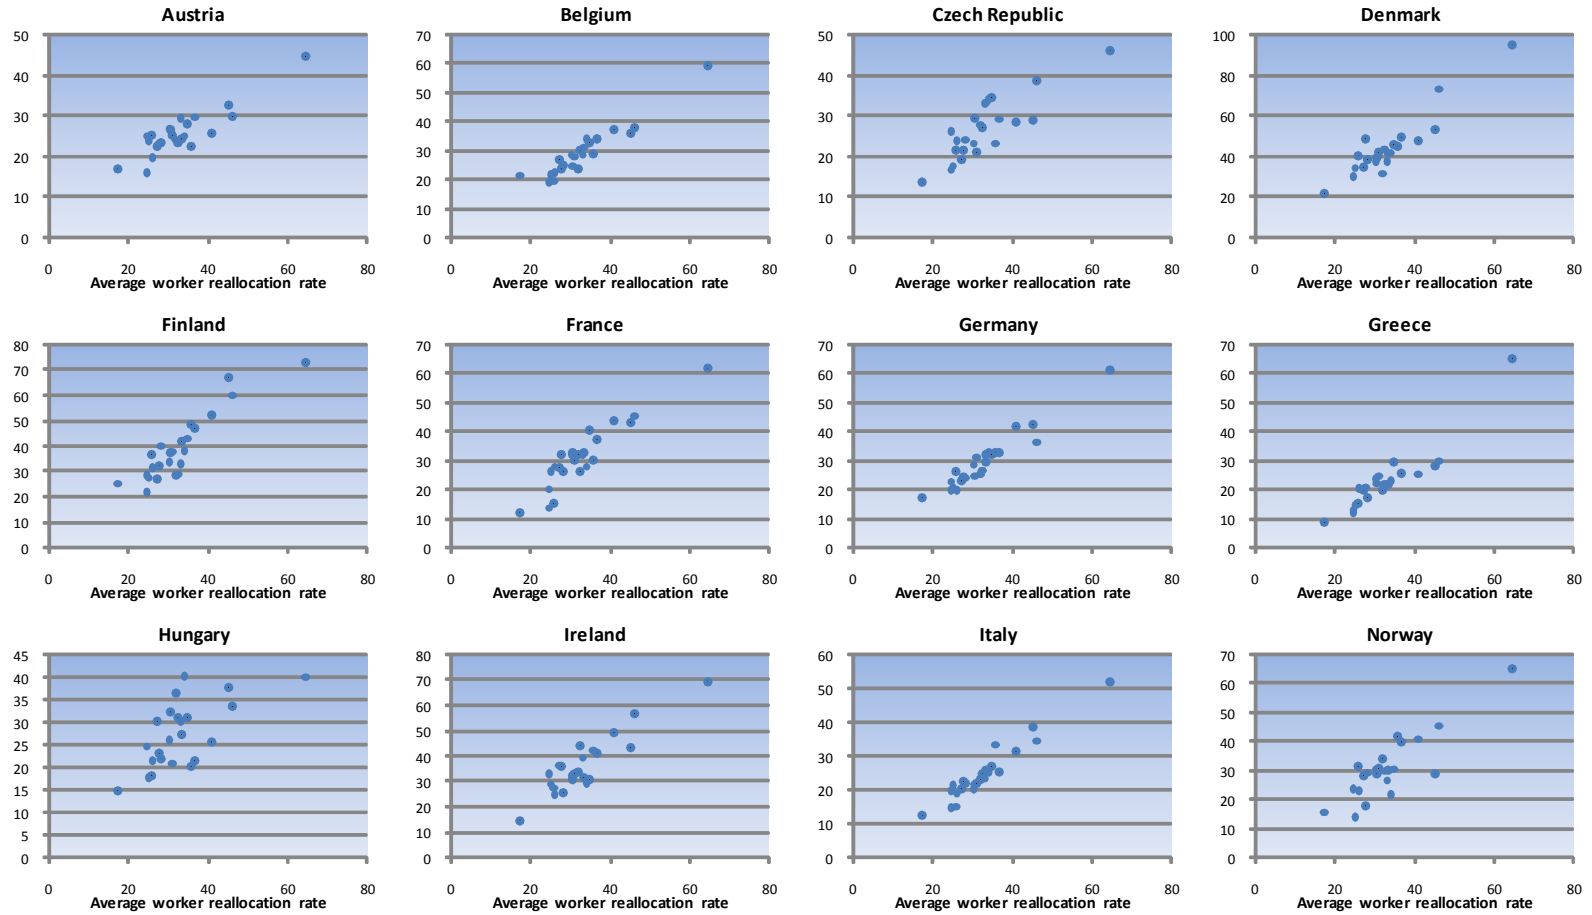 Austria Belgium Czech Republic Denmark
50 70 50 100
60
40 50 40 80
30 40 30 60
20 30 20 40
20
10 10 10 20
0 0 0 0
0 20 40 60 80 0 20 40 60 80 0 20 40 60 80 0 20 40 60 80
Average worker reallocation rate Average worker reallocation rate Average worker reallocation rate Average worker reallocation rate
Finland France Germany Greece
80 70 70 70
70 60 60 60
60 50 50 50
50 40 40 40
40 30 30 30
30 20 20 20
20 10 10 10
10
0 0 0 0
0 20 40 60 80 0 20 40 60 80 0 20 40 60 80 0 20 40 60 80
Average worker reallocation rate Average worker reallocation rate Average worker reallocation rate Average worker reallocation rate
Hungary Ireland Italy Norway
45 80 60 70
40 70 50 60
35 60 50
30 50 40 40
25 40 30
20 30 30 20
15 20 20 10
10 10 10
5
0 0 0 0
0 20 40 60 80 0 20 40 60 80 0 20 40 60 80 0 20 40 60 80
Average worker reallocation rate Average worker reallocation rate Average worker reallocation rate Average worker reallocation rate